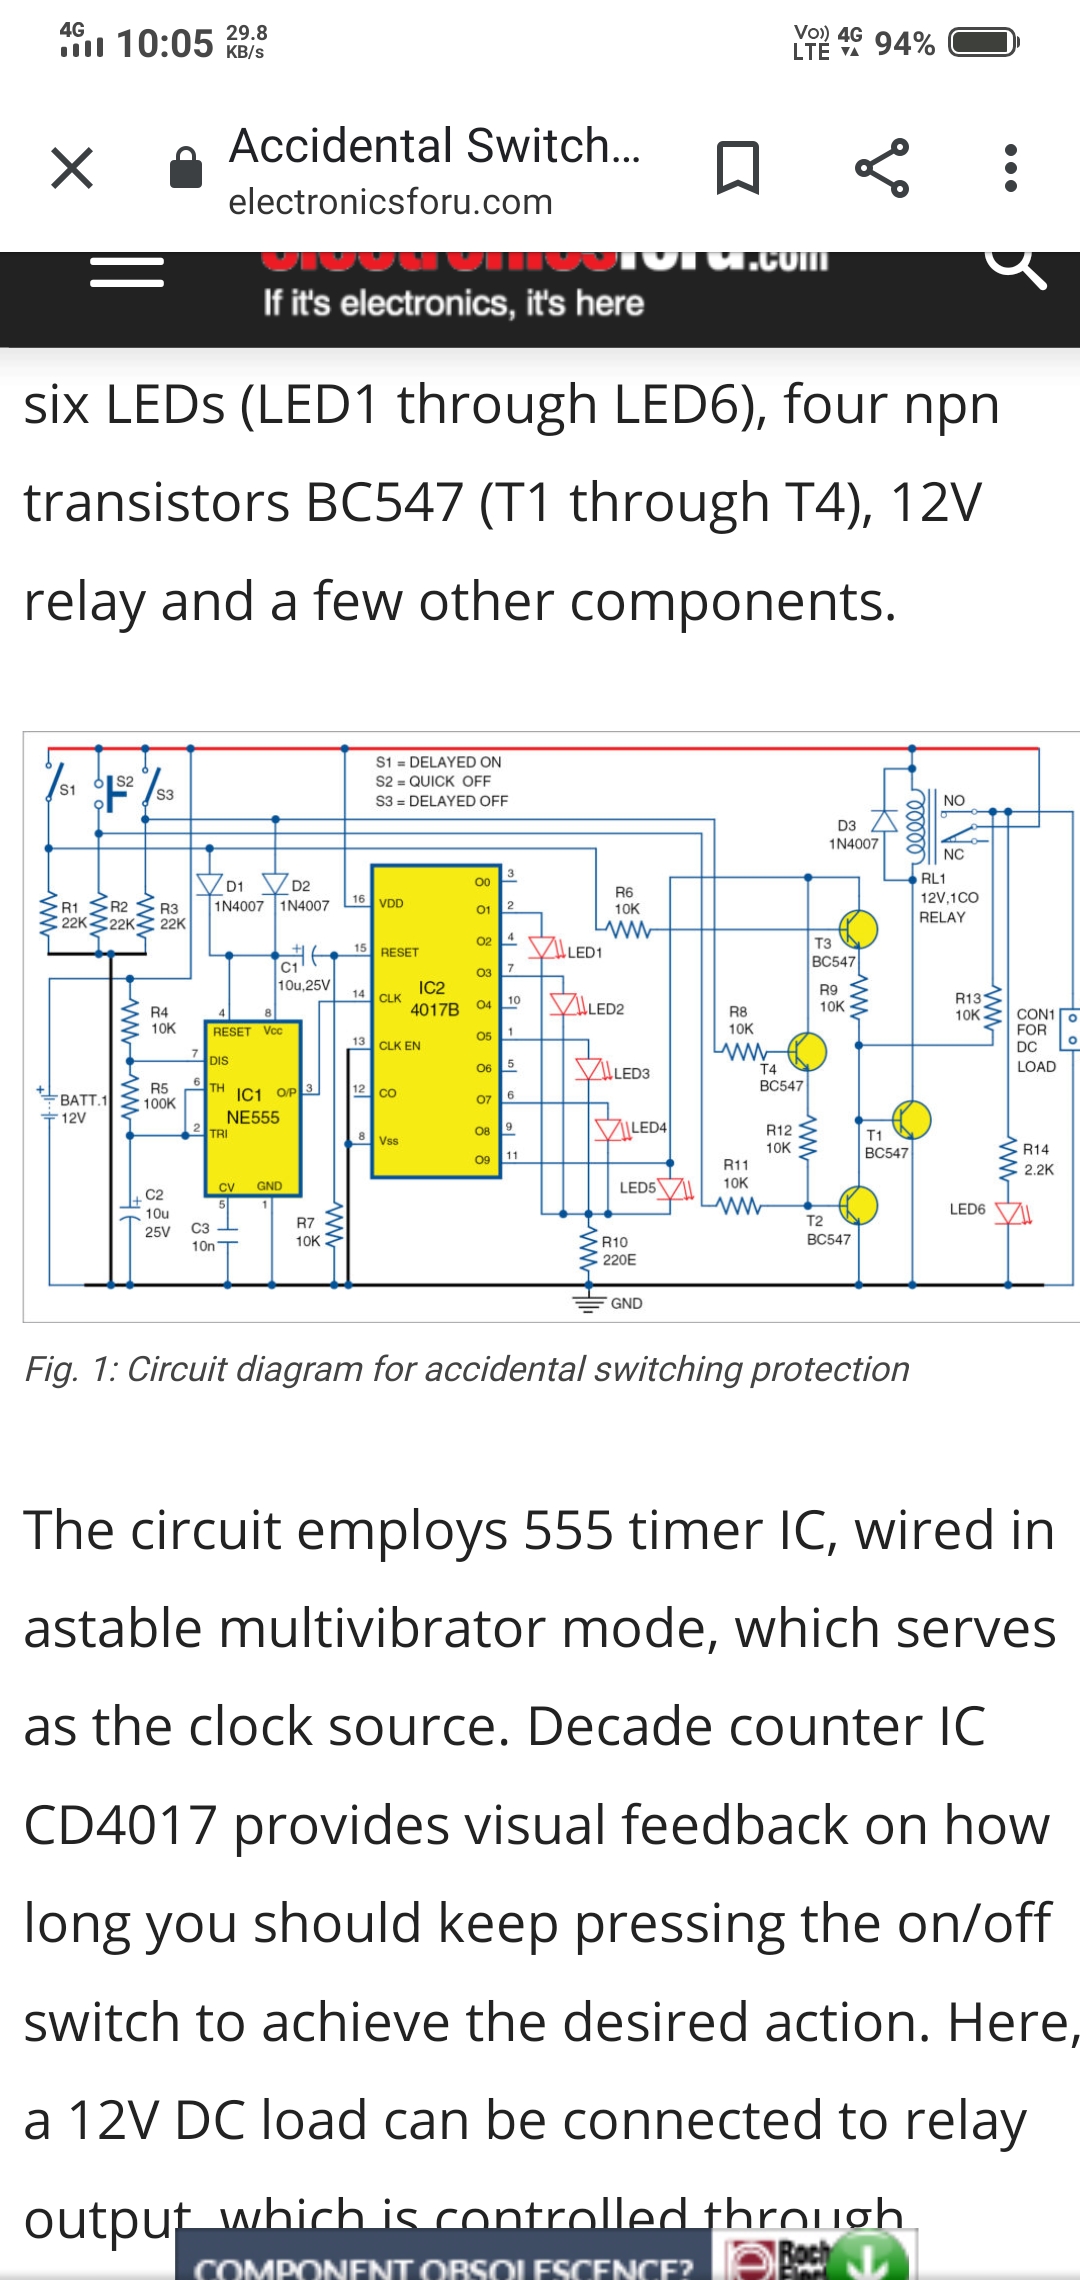 4G 10:05 29.8 KB/s Vo)) LTE 4G 94%
Accidental Switch...
electronicsforu.com
electronicsforu.com
If it's electronics, it's here
six LEDs (LED1 through LED6), four npn
transistors BC547 (T1 through T4), 12V
relay and a few other components.
S1 = DELAYED ON
S2 = QUICK OFF
S3 = DELAYED OFF
S1
S2
S3
D1
1N4007
D2
1N4007
R1
22K
R2
22K
R3
22K
C1
10u,25V
R4
10K
R5
100K
BATT.1
12V
C2
10u
25V
C3
10n
4
8
RESET Vcc
7
DIS
6
TH
IC1
NE555
O/P
3
2
TRI
CV
GND
5
1
R7
10K
16
VDD
15
RESET
14
CLK
IC2
4017B
13
CLK EN
12
CO
8
Vss
O0 3
O1 2
O2 4
O3 7
O4 10
O5 1
O6 5
O7 6
O8 9
O9 11
LED1
LED2
LED3
LED4
LED5
R6
10K
R10
220E
GND
R8
10K
R11
10K
R12
10K
T4
BC547
T3
BC547
R9
10K
T1
BC547
T2
BC547
D3
1N4007
NO
NC
RL1
12V,1CO
RELAY
R13
10K
CON1
FOR
DC
LOAD
R14
2.2K
LED6
Fig. 1: Circuit diagram for accidental switching protection
The circuit employs 555 timer IC, wired in
astable multivibrator mode, which serves
as the clock source. Decade counter IC
CD4017 provides visual feedback on how
long you should keep pressing the on/off
switch to achieve the desired action. Here,
a 12V DC load can be connected to relay
output, which is controlled through
COMPONENT OBSOLESCENCE?